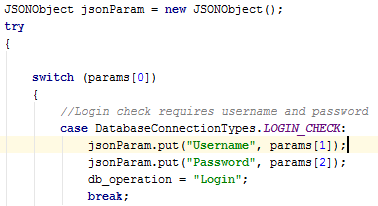 JSONObject jsonParam = new JSONObject();
try
{
switch (params[0])
{
//Login check requires username and password
case DatabaseConnectionTypes.LOGIN_CHECK:
jsonParam.put("Username", params[1]);
jsonParam.put("Password", params[2]);
db_operation = "Login";
break;